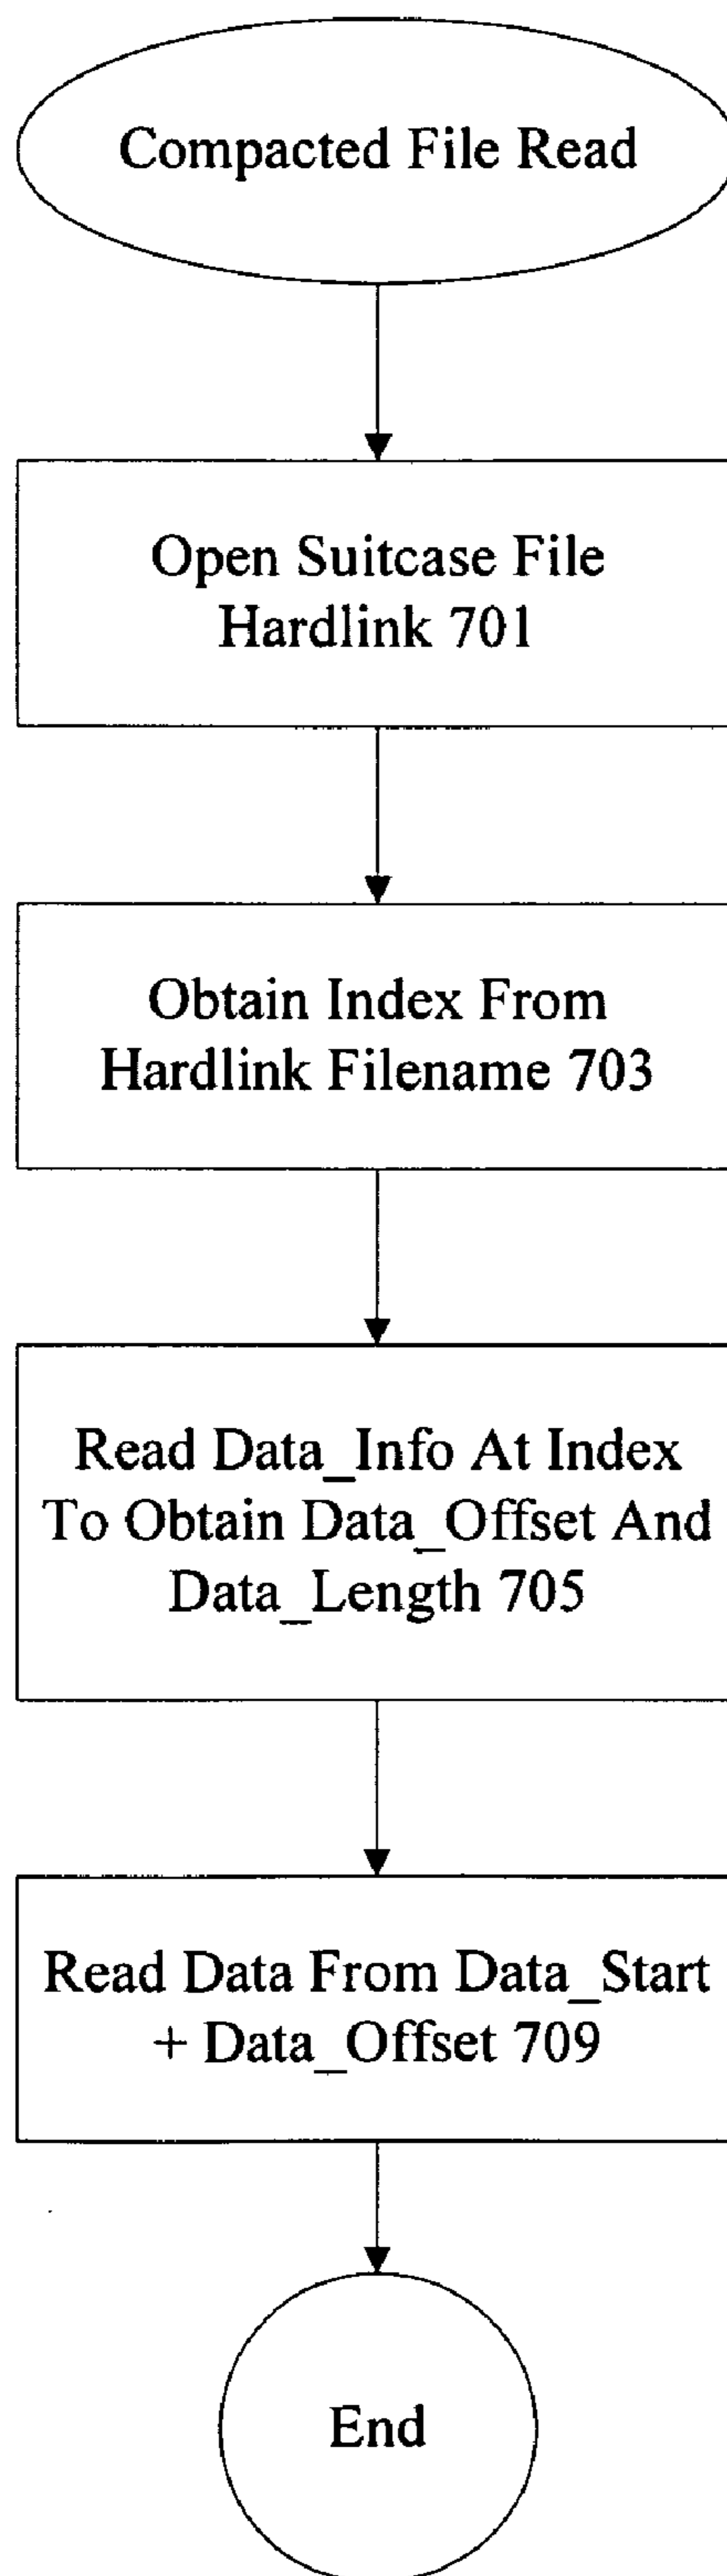 Compacted File Read
Open Suitcase File
Hardlink 701
Obtain Index From
Hardlink Filename 703
Read Data_Info At Index
To Obtain Data_Offset And
Data_Length 705
Read Data From Data_Start
+ Data_Offset 709
End